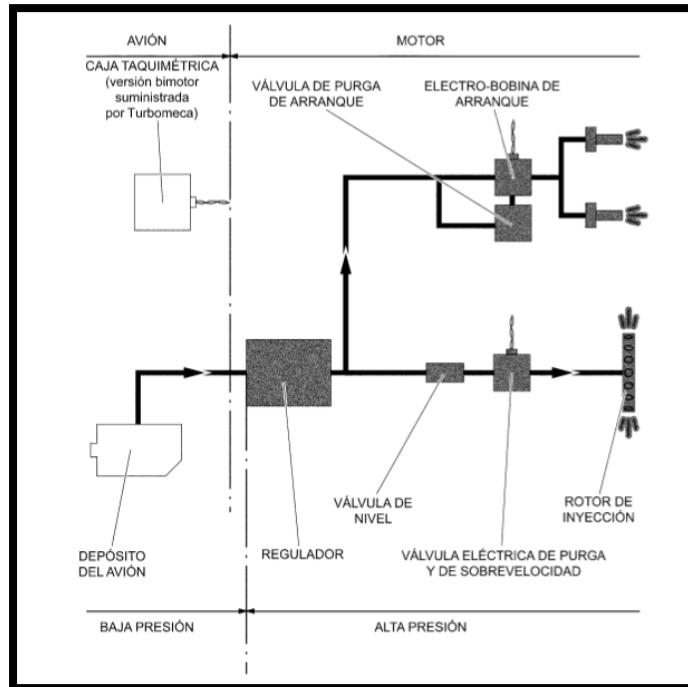 AVIÓN
MOTOR
CAJA TAQUIMÉTRICA
(versión bimotor
suministrada
por Turbomeca)
VÁLVULA DE PURGA
DE ARRANQUE
ELECTRO-BOBINA DE
ARRANQUE
DEPÓSITO
DEL AVIÓN
REGULADOR
VÁLVULA DE
NIVEL
VÁLVULA ELÉCTRICA DE PURGA
Y DE SOBREVELOCIDAD
ROTOR DE
INYECCIÓN
BAJA PRESIÓN
ALTA PRESIÓN